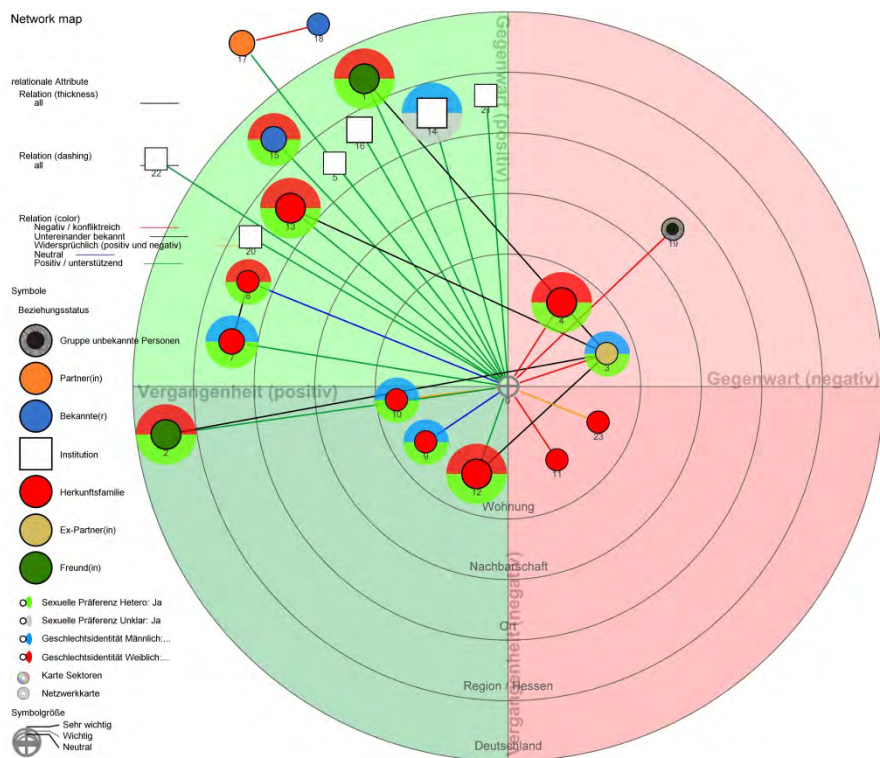 Network map
relationale Attribute
Relation (thickness)
all
Relation (dashing)
all
Relation (color)
Negativ / konfliktreich
Untereinander bekannt
Widersprüchlich (positiv und negativ)
Neutral
Positiv / unterstützend
Symbole
Beziehungsstatus
Gruppe unbekannte Personen
Partner(in)
Bekannte(r)
Institution
Herkunftsfamilie
Ex-Partner(in)
Freund(in)
Sexuelle Präferenz Hetero: Ja
Sexuelle Präferenz Unklar: Ja
Geschlechtsidentität Männlich:...
Geschlechtsidentität Weiblich:...
Karte Sektoren
Netzwerkkarte
Symbolgröße
Sehr wichtig
Wichtig
Neutral
Gegenwart (positiv)
Gegenwart (negativ)
Vergangenheit (positiv)
Vergangenheit (negativ)
Wohnung
Nachbarschaft
Ort
Region / Hessen
Deutschland
17
18
1
21
14
16
15
5
22
13
20
19
8
4
7
3
0
10
2
9
23
11
12